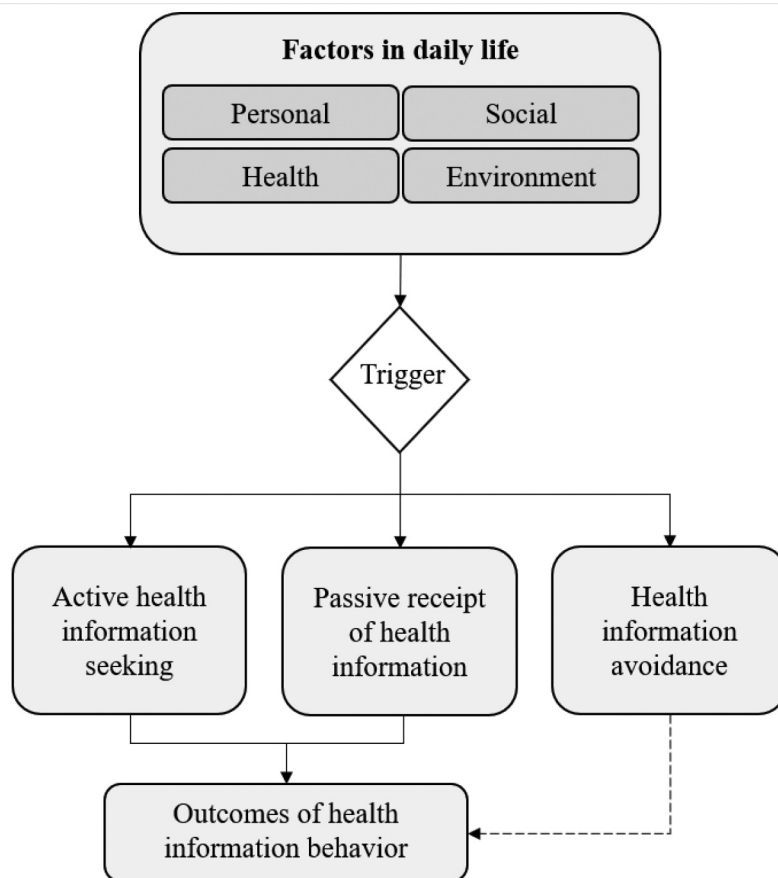 Factors in daily life
Personal
Social
Health
Environment
Trigger
Active health
information
seeking
Passive receipt
of health
information
Health
information
avoidance
Outcomes of health
information behavior